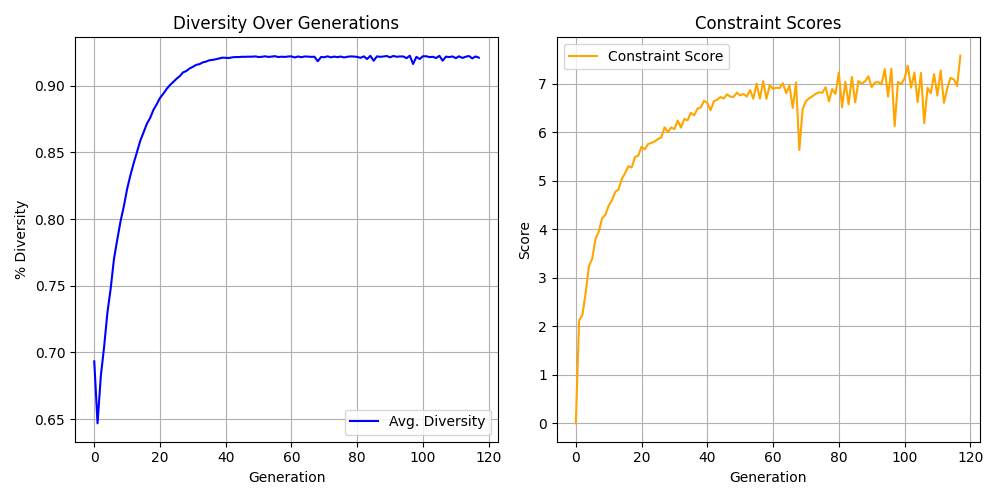 Diversity Over Generations
% Diversity
0.90
0.85
0.80
0.75
0.70
0.65
Avg. Diversity
0 20 40 60 80 100 120
Generation
Constraint Scores
Constraint Score
Score
7
6
5
4
3
2
1
0
0 20 40 60 80 100 120
Generation